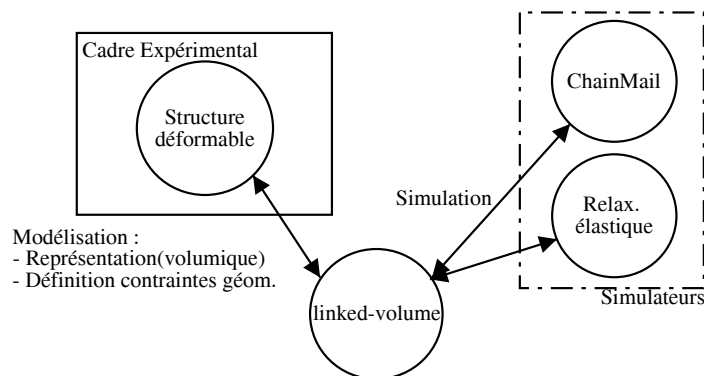 Cadre Expérimental
Structure
déformable
ChainMail
Simulation
Relax.
élastique
Modélisation :
- Représentation(volumique)
- Définition contraintes géom.
linked-volume
Simulateurs